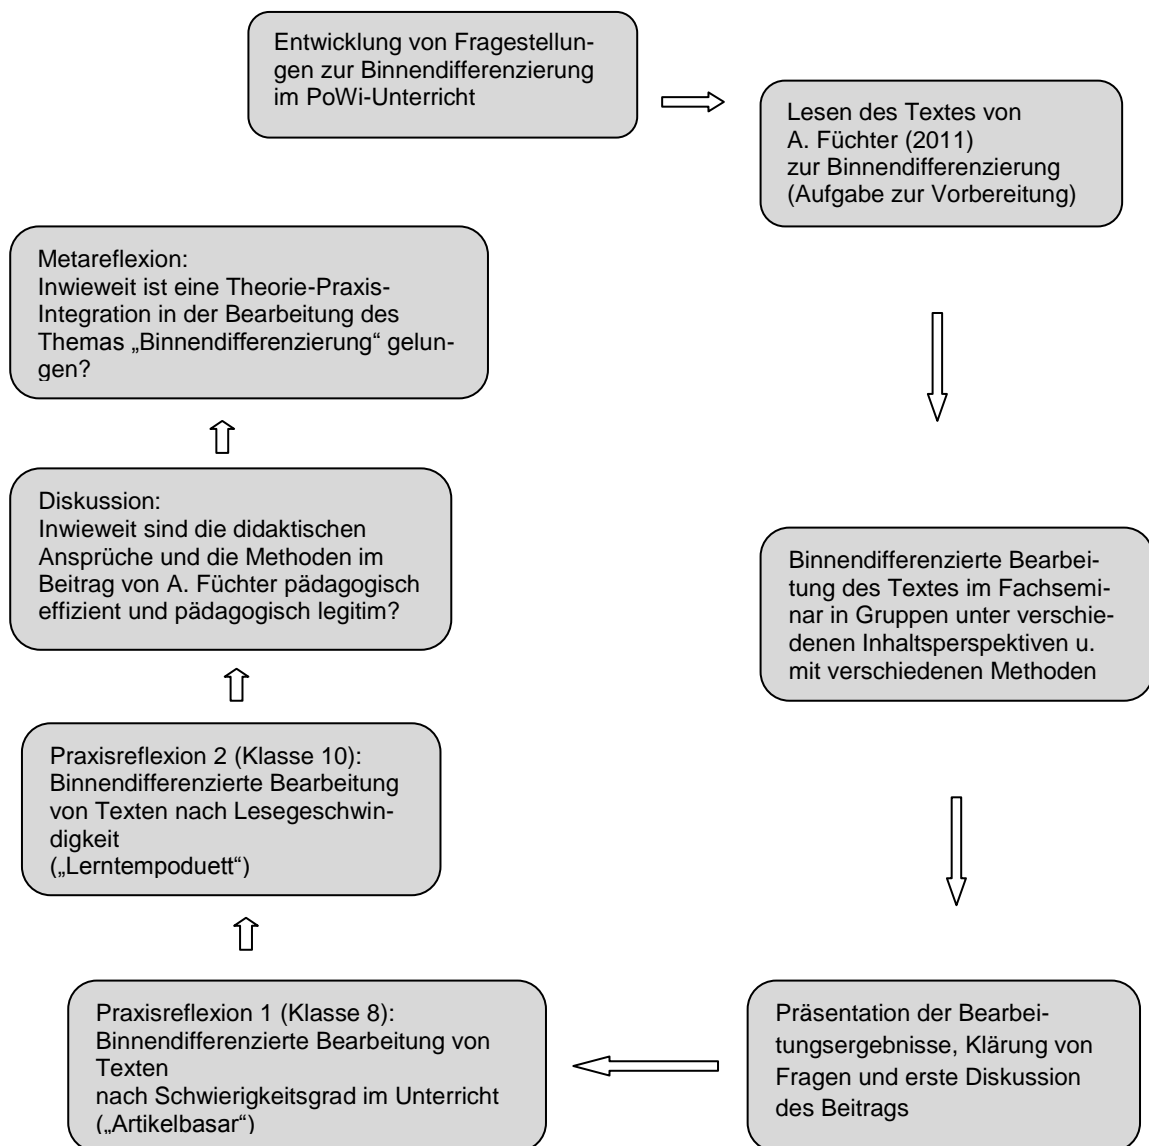 Entwicklung von Fragestellun-
gen zur Binnendifferenzierung
im PoWi-Unterricht
Lesen des Textes von
A. Füchter (2011)
zur Binnendifferenzierung
(Aufgabe zur Vorbereitung)
Binnendifferenzierte Bearbei-
tung des Textes im Fachsemi-
nar in Gruppen unter verschie-
denen Inhaltsperspektiven u.
mit verschiedenen Methoden
Präsentation der Bearbei-
tungsergebnisse, Klärung von
Fragen und erste Diskussion
des Beitrags
Praxisreflexion 1 (Klasse 8):
Binnendifferenzierte Bearbeitung von
Texten
nach Schwierigkeitsgrad im Unterricht
(„Artikelbasar“)
Praxisreflexion 2 (Klasse 10):
Binnendifferenzierte Bearbeitung
von Texten nach Lesegeschwin-
digkeit
(„Lerntempoduett“)
Diskussion:
Inwieweit sind die didaktischen
Ansprüche und die Methoden im
Beitrag von A. Füchter pädagogisch
effizient und pädagogisch legitim?
Metareflexion:
Inwieweit ist eine Theorie-Praxis-
Integration in der Bearbeitung des
Themas „Binnendifferenzierung“ gelun-
gen?